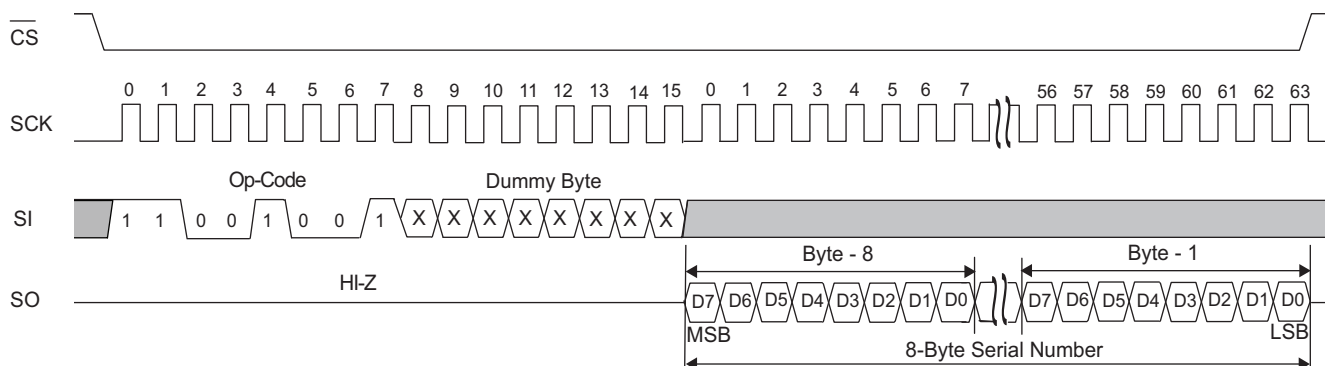 CS
0 1 2 3 4 5 6 7 8 9 10 11 12 13 14 15 0 1 2 3 4 5 6 7 56 57 58 59 60 61 62 63
SCK
Op-Code Dummy Byte
SI 1 1 0 0 1 0 0 1 X X X X X X X X
Byte - 8 Byte - 1
HI-Z
SO D7 D6 D5 D4 D3 D2 D1 D0 D7 D6 D5 D4 D3 D2 D1 D0
MSB LSB
8-Byte Serial Number